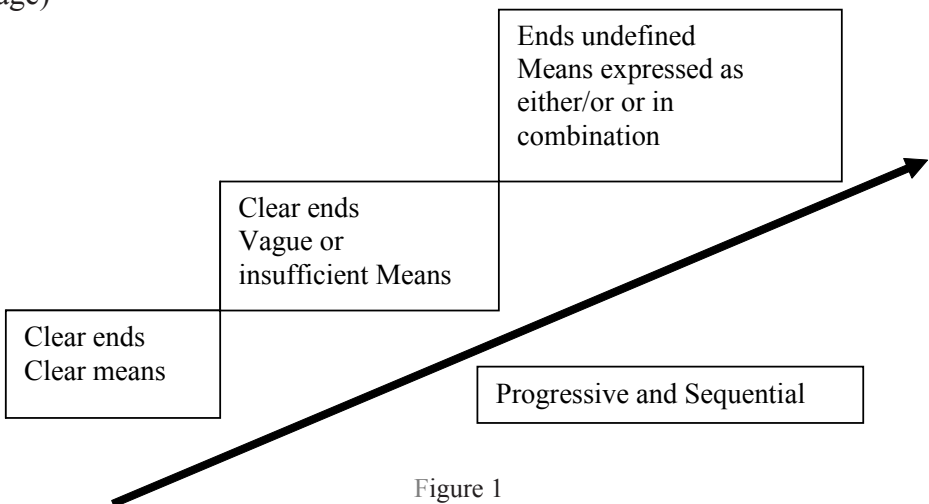 Ends undefined
Means expressed as
either/or or in
combination
Clear ends
Vague or
insufficient Means
Clear ends
Clear means
Progressive and Sequential
Figure 1